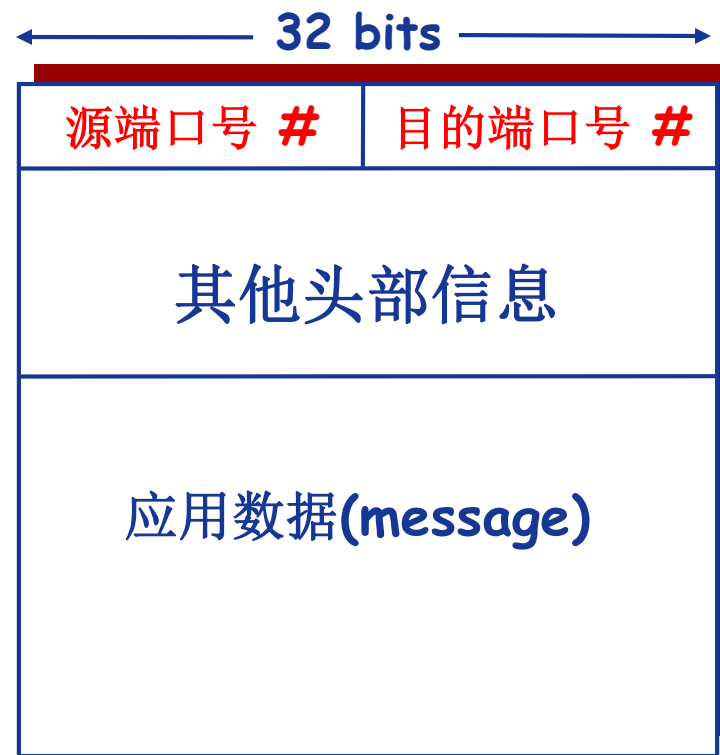 32 bits
源端口号 # 目的端口号 #
其他头部信息
应用数据(message)